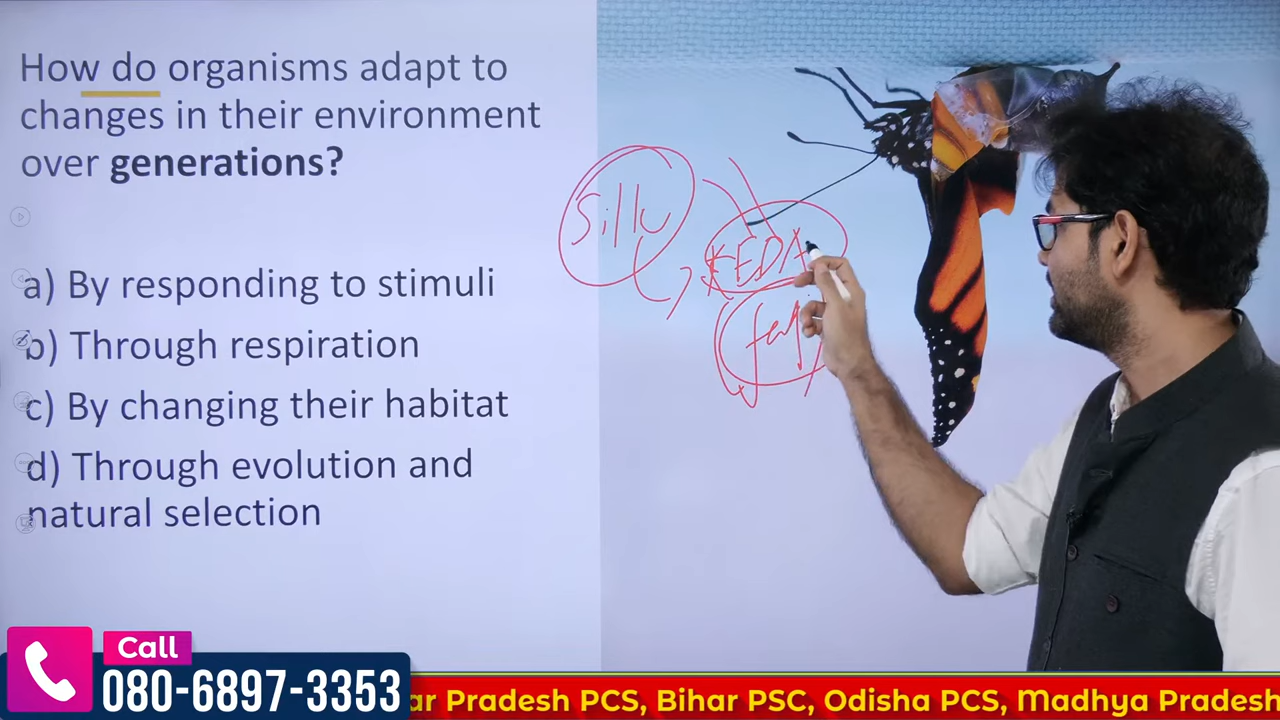 How do organisms adapt to
changes in their environment
over generations?
a) By responding to stimuli
b) Through respiration
c) By changing their habitat
d) Through evolution and
natural selection
KEDA
Call
080-6897-3353
ar Pradesh PCS, Bihar PSC, Odisha PCS, Madhya Pradesh